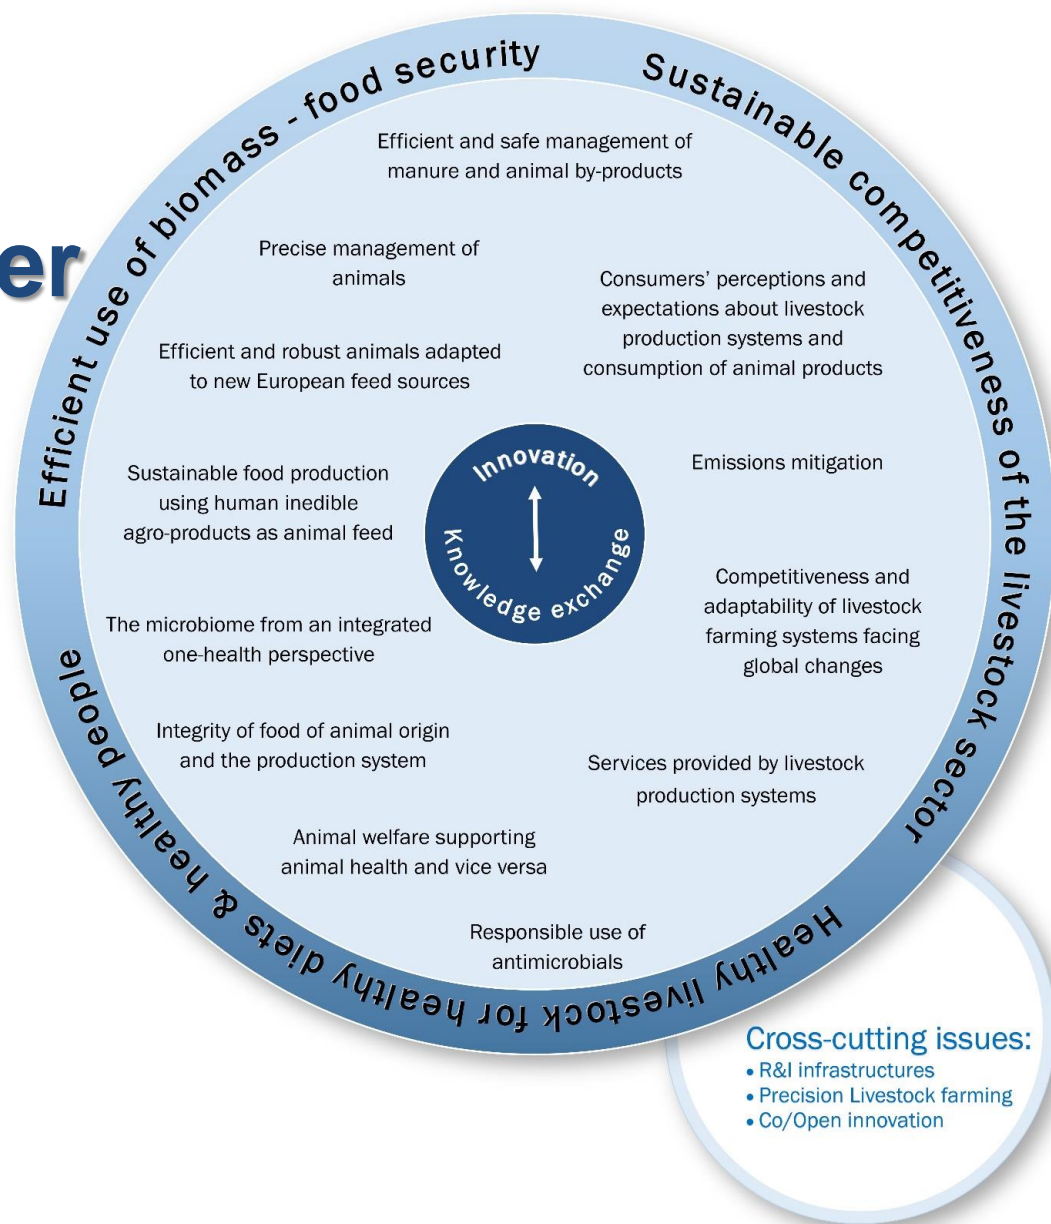 er
Efficient use of biomass - food security
Sustainable competitiveness of the livestock sector
Healthy livestock for healthy diets & healthy people
Efficient and safe management of
manure and animal by-products
Precise management of
animals
Consumers’ perceptions and
expectations about livestock
production systems and
consumption of animal products
Efficient and robust animals adapted
to new European feed sources
Innovation
Knowledge exchange
Emissions mitigation
Sustainable food production
using human inedible
agro-products as animal feed
Competitiveness and
adaptability of livestock
farming systems facing
global changes
The microbiome from an integrated
one-health perspective
Integrity of food of animal origin
and the production system
Services provided by livestock
production systems
Animal welfare supporting
animal health and vice versa
Responsible use of
antimicrobials
Cross-cutting issues:
• R&I infrastructures
• Precision Livestock farming
• Co/Open innovation